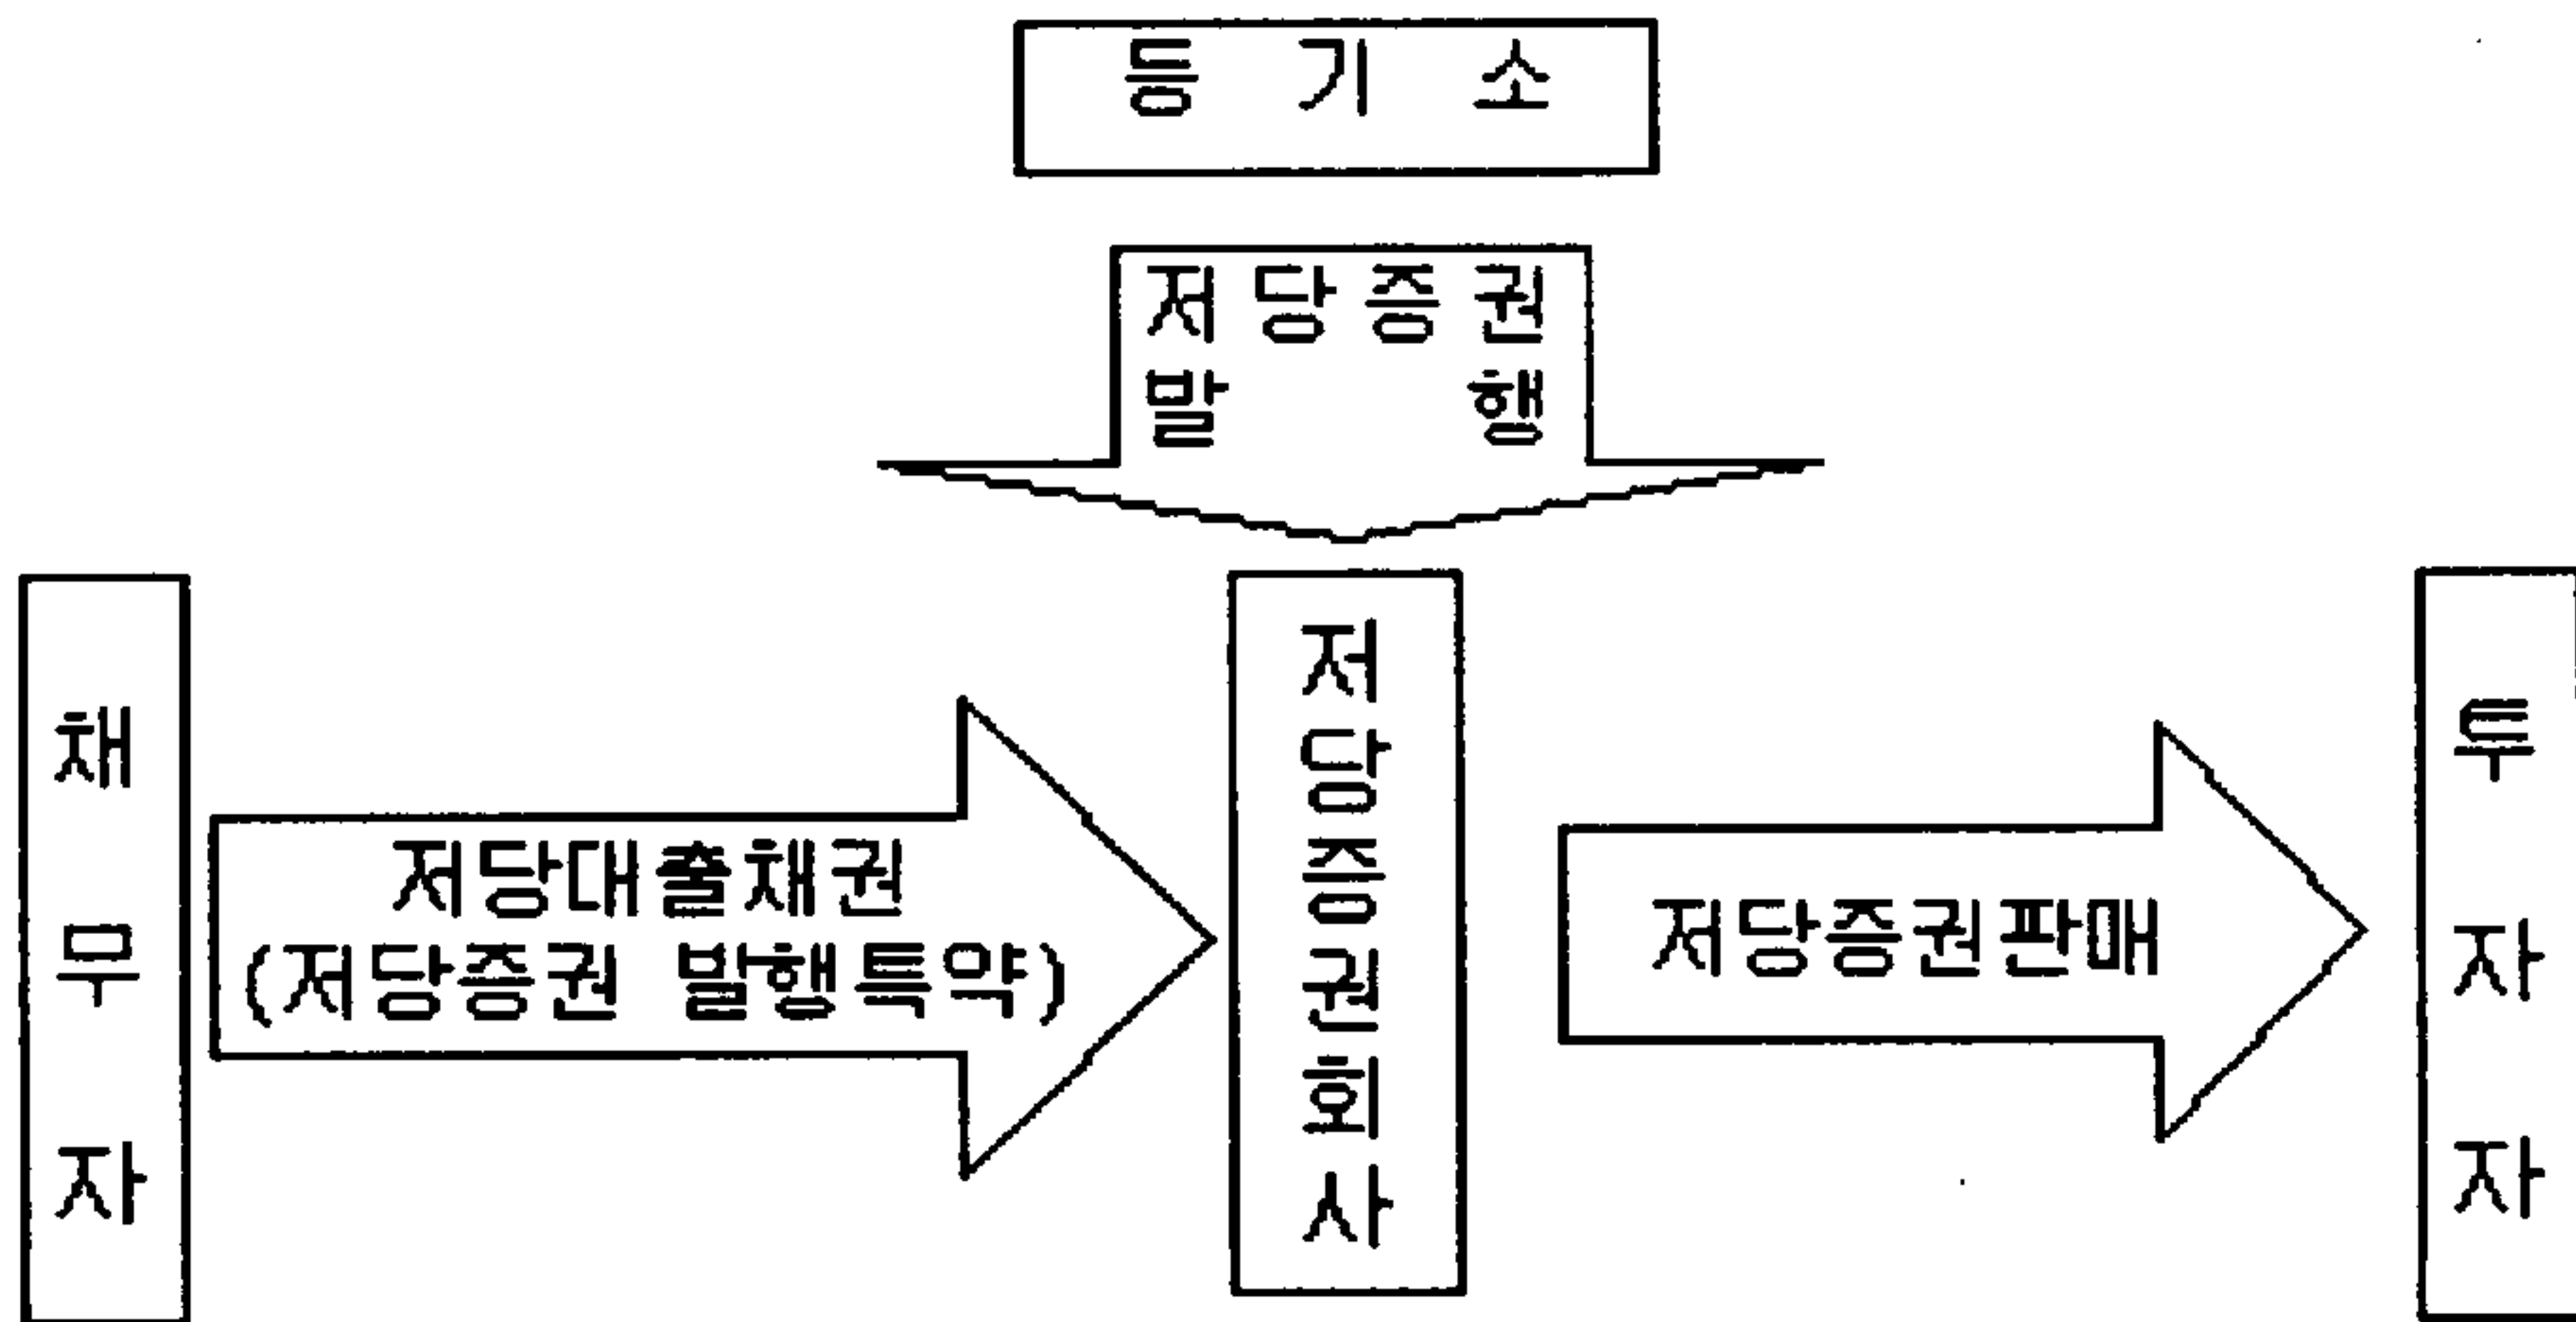 등 기 소
저 당 증 권
발 행
채 무 자
저당대출채권
(저당증권 발행특약)
저당증권회사
저당증권판매
투 자 자